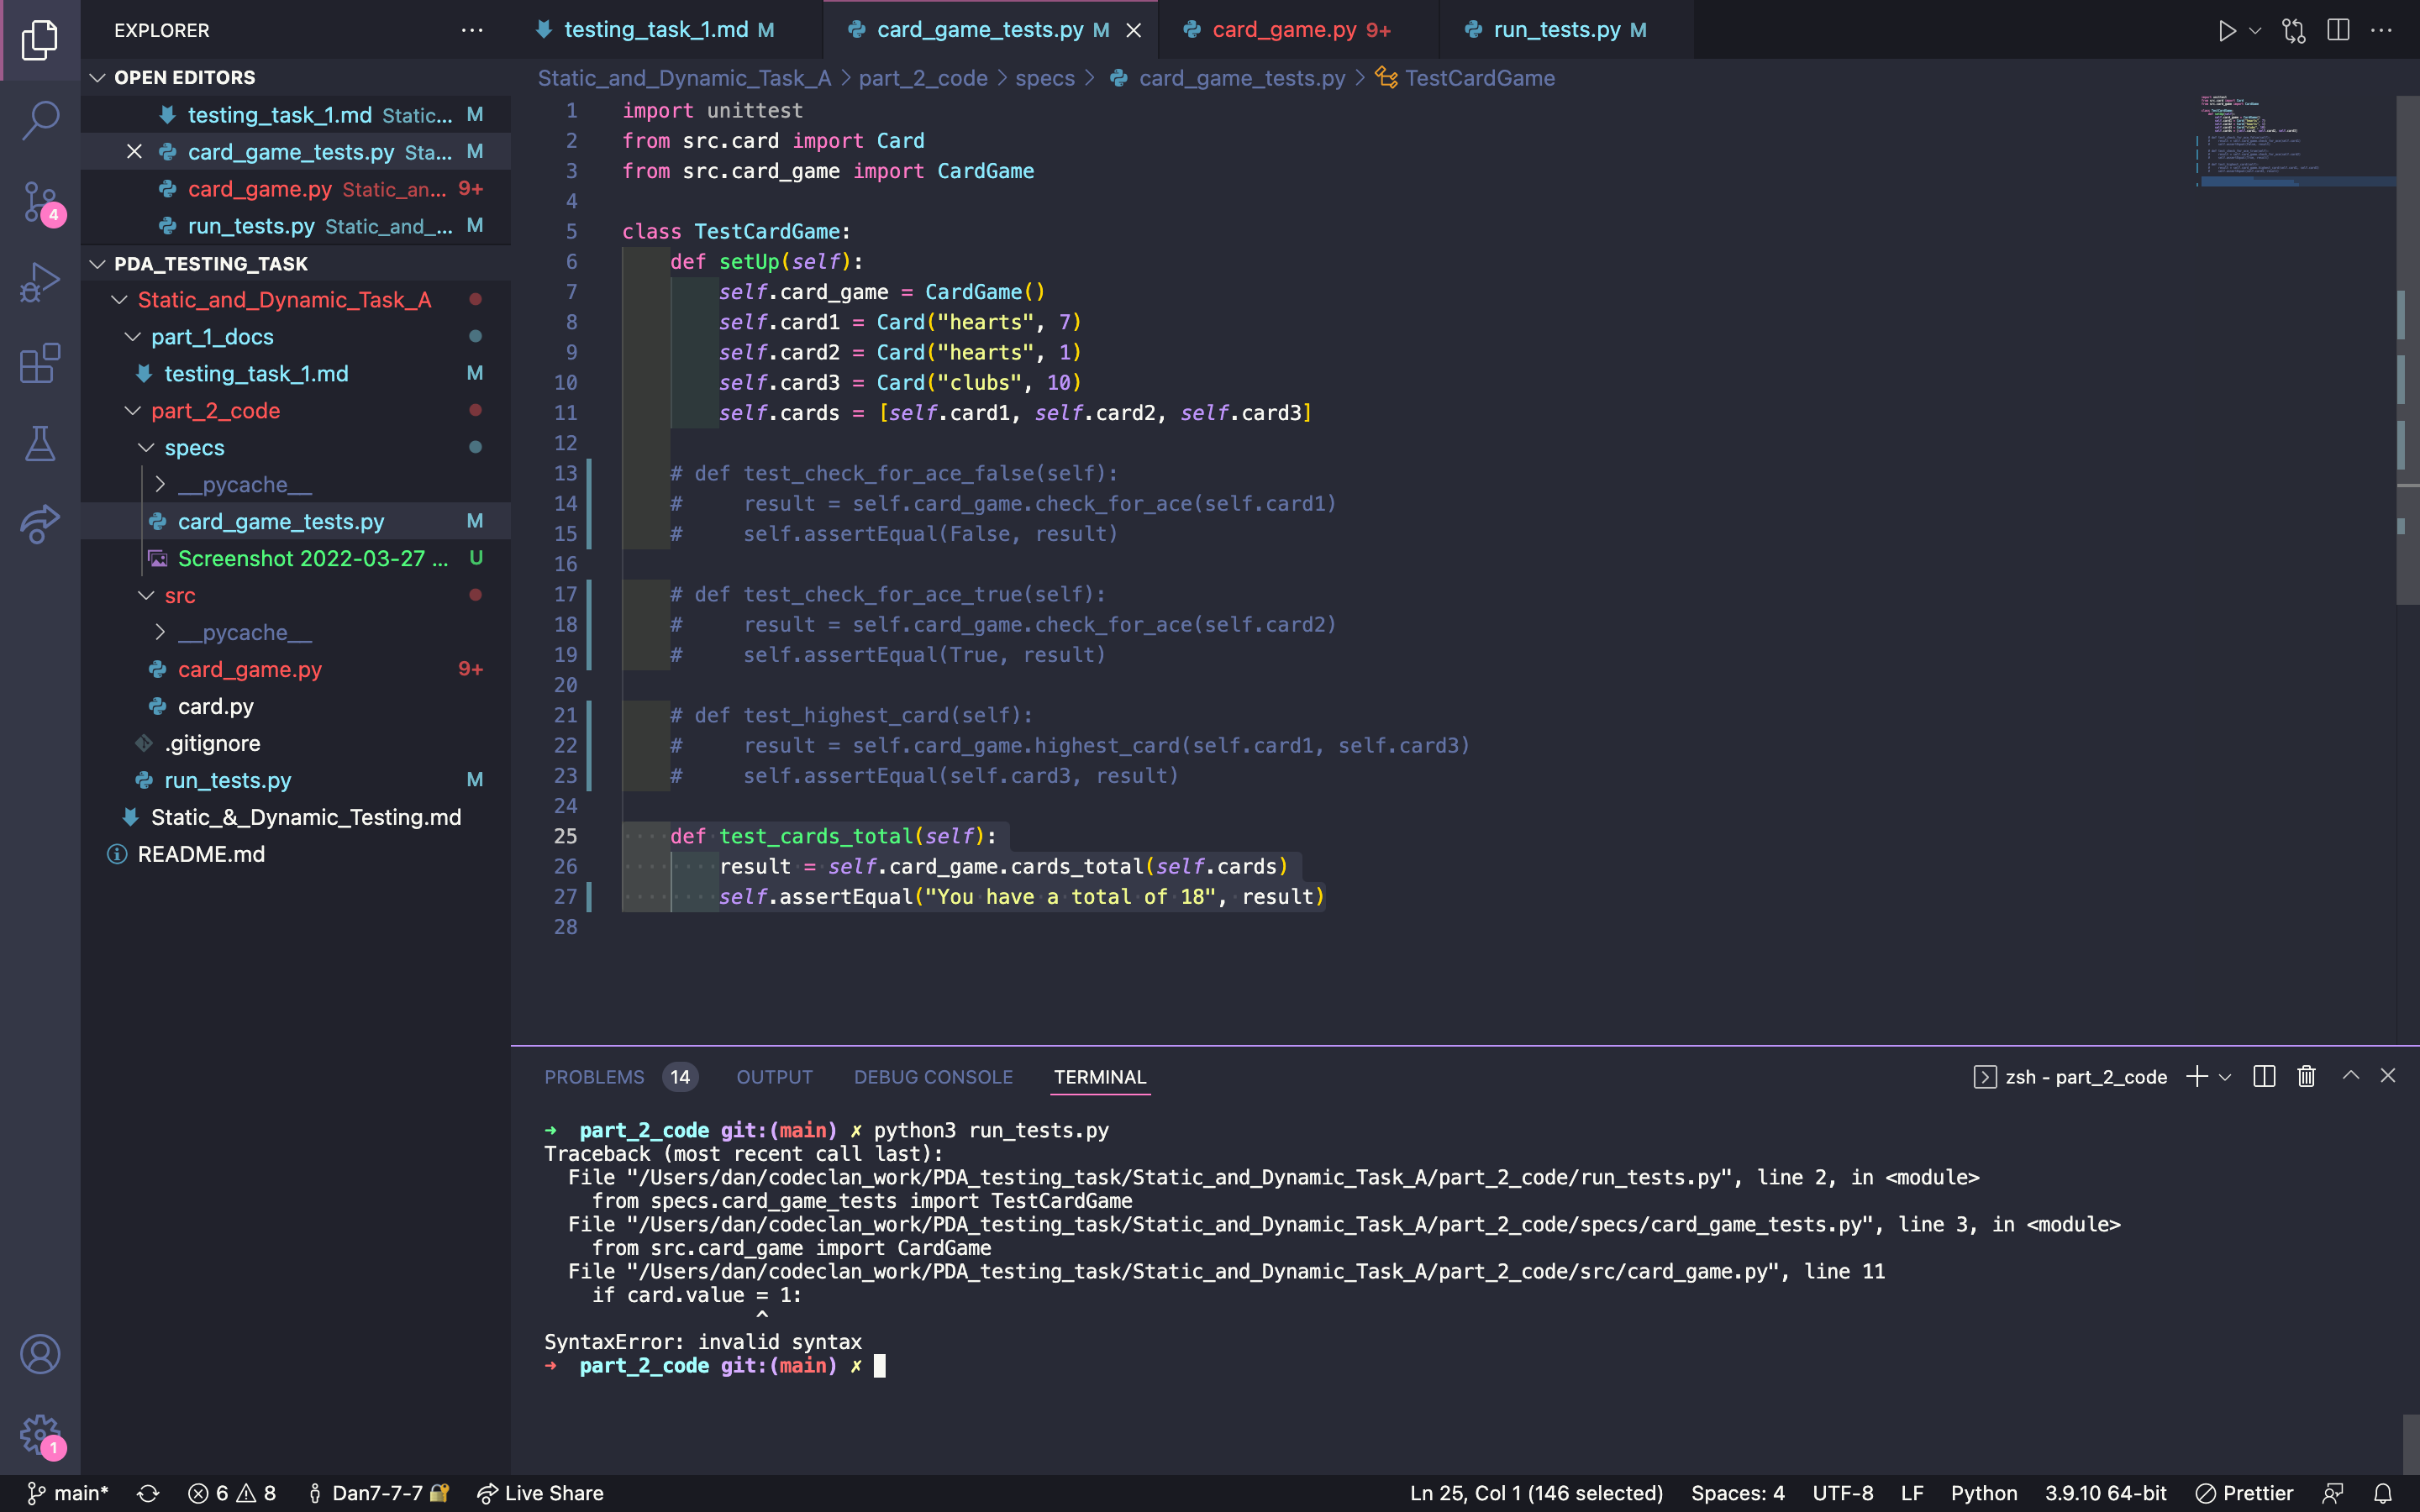 EXPLORER
OPEN EDITORS
testing_task_1.md Static... M
card_game_tests.py Sta... M
card_game.py Static_an... 9+
run_tests.py Static_and_... M
PDA_TESTING_TASK
Static_and_Dynamic_Task_A
part_1_docs
testing_task_1.md M
part_2_code
specs
__pycache__
card_game_tests.py M
Screenshot 2022-03-27 ... U
src
__pycache__
card_game.py 9+
card.py
.gitignore
run_tests.py M
Static_&_Dynamic_Testing.md
README.md
4
1
testing_task_1.md M card_game_tests.py M card_game.py 9+ run_tests.py M
Static_and_Dynamic_Task_A > part_2_code > specs > card_game_tests.py > TestCardGame
1 import unittest
2 from src.card import Card
3 from src.card_game import CardGame
4
5 class TestCardGame:
6     def setUp(self):
7         self.card_game = CardGame()
8         self.card1 = Card("hearts", 7)
9         self.card2 = Card("hearts", 1)
10         self.card3 = Card("clubs", 10)
11         self.cards = [self.card1, self.card2, self.card3]
12
13     # def test_check_for_ace_false(self):
14     #     result = self.card_game.check_for_ace(self.card1)
15     #     self.assertEqual(False, result)
16
17     # def test_check_for_ace_true(self):
18     #     result = self.card_game.check_for_ace(self.card2)
19     #     self.assertEqual(True, result)
20
21     # def test_highest_card(self):
22     #     result = self.card_game.highest_card(self.card1, self.card3)
23     #     self.assertEqual(self.card3, result)
24
25     def test_cards_total(self):
26         result = self.card_game.cards_total(self.cards)
27         self.assertEqual("You have a total of 18", result)
28
PROBLEMS 14 OUTPUT DEBUG CONSOLE TERMINAL zsh - part_2_code
➜ part_2_code git:(main) ✗ python3 run_tests.py
Traceback (most recent call last):
  File "/Users/dan/codeclan_work/PDA_testing_task/Static_and_Dynamic_Task_A/part_2_code/run_tests.py", line 2, in <module>
    from specs.card_game_tests import TestCardGame
  File "/Users/dan/codeclan_work/PDA_testing_task/Static_and_Dynamic_Task_A/part_2_code/specs/card_game_tests.py", line 3, in <module>
    from src.card_game import CardGame
  File "/Users/dan/codeclan_work/PDA_testing_task/Static_and_Dynamic_Task_A/part_2_code/src/card_game.py", line 11
    if card.value = 1:
                  ^
SyntaxError: invalid syntax
➜ part_2_code git:(main) ✗
main* 6 8 Dan7-7-7 Live Share Ln 25, Col 1 (146 selected) Spaces: 4 UTF-8 LF Python 3.9.10 64-bit Prettier